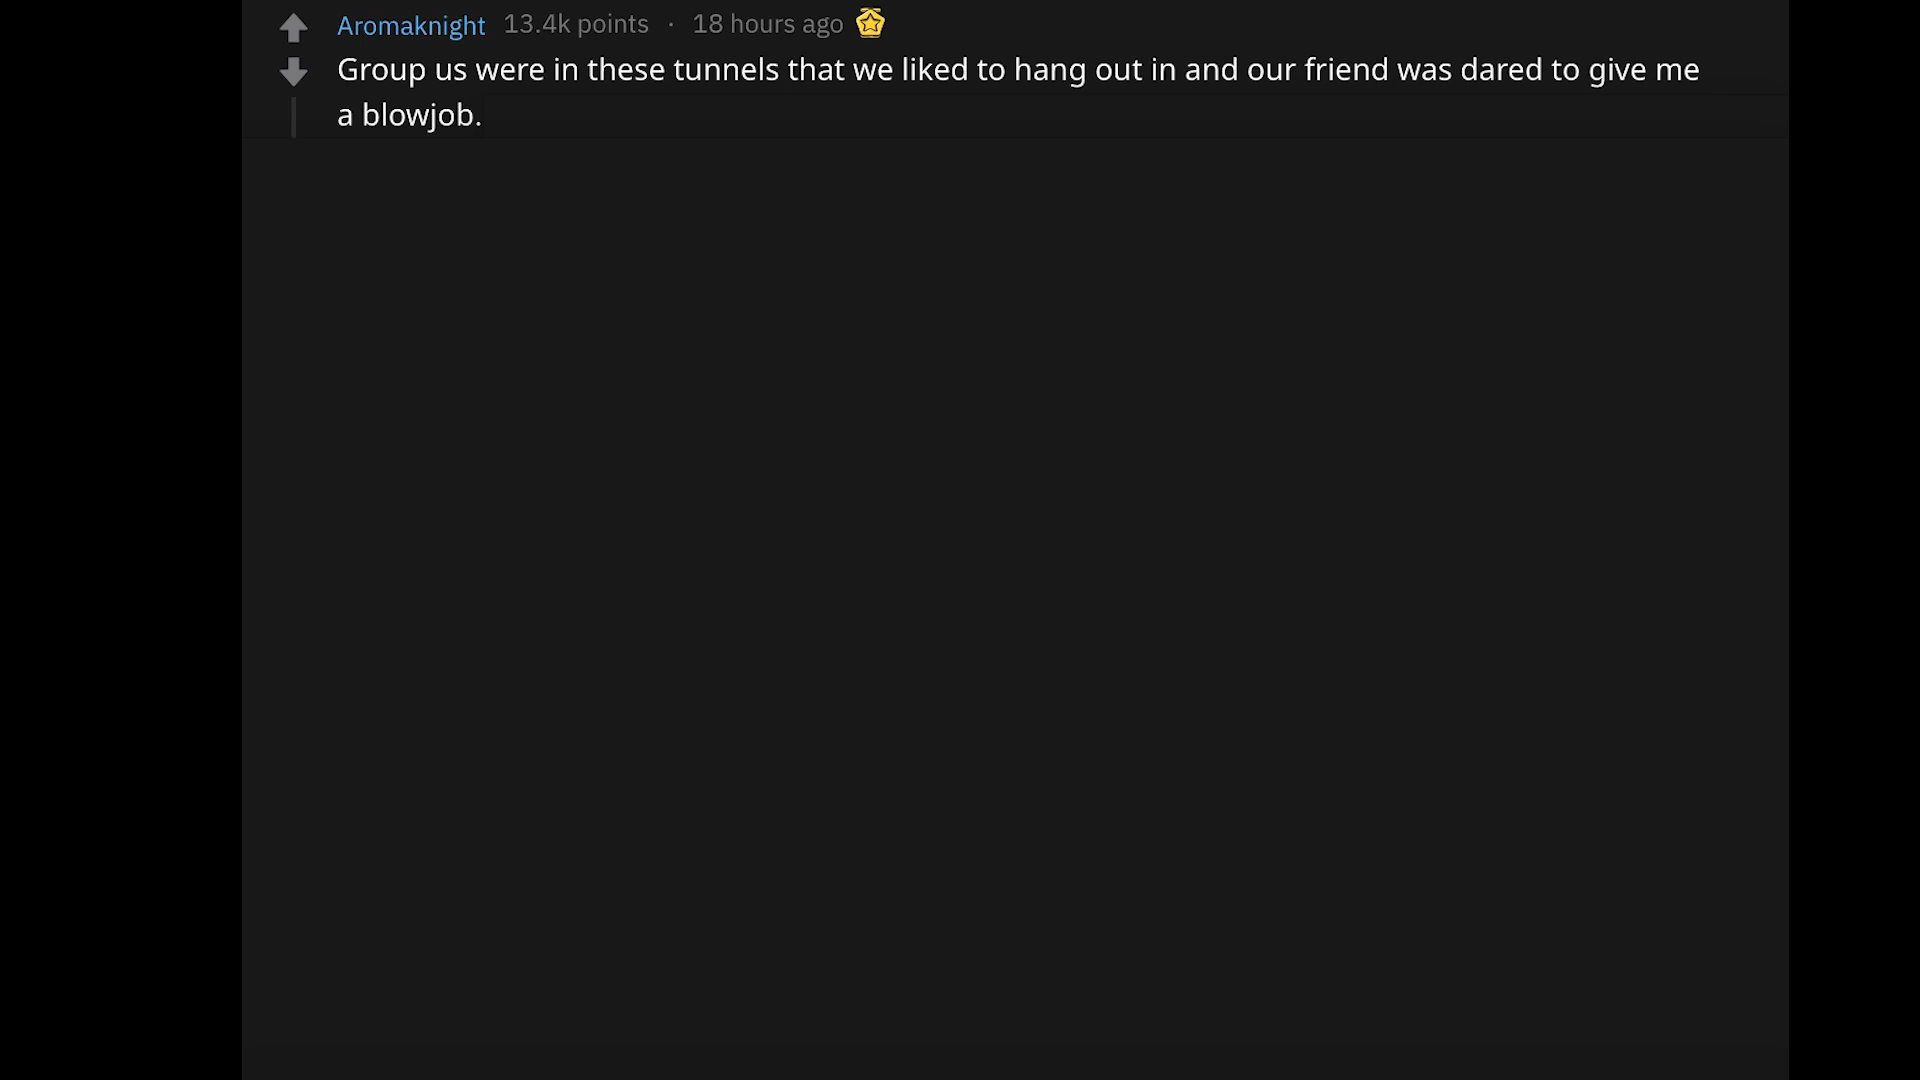 Aromaknight 13.4k points · 18 hours ago
Group us were in these tunnels that we liked to hang out in and our friend was dared to give me
a blowjob.